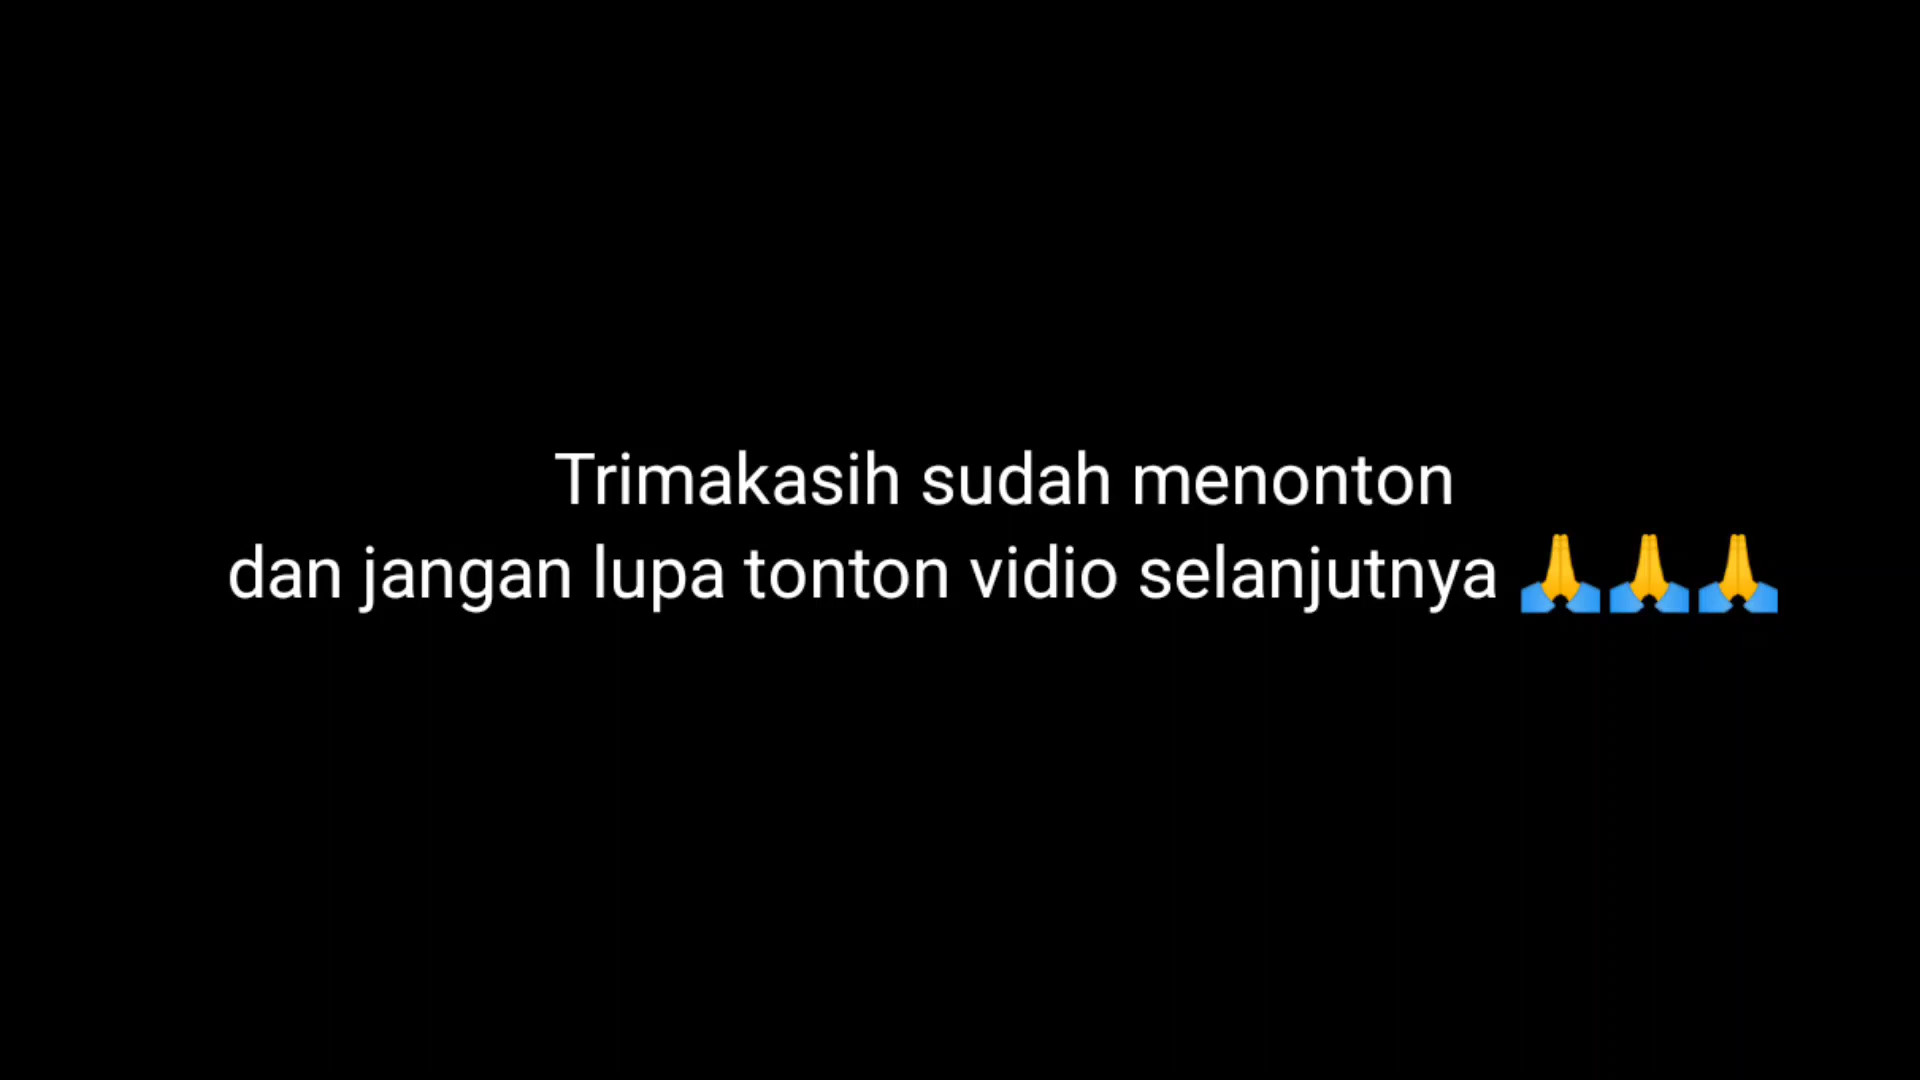 Trimakasih sudah menonton
dan jangan lupa tonton vidio selanjutnya 🙏🙏🙏